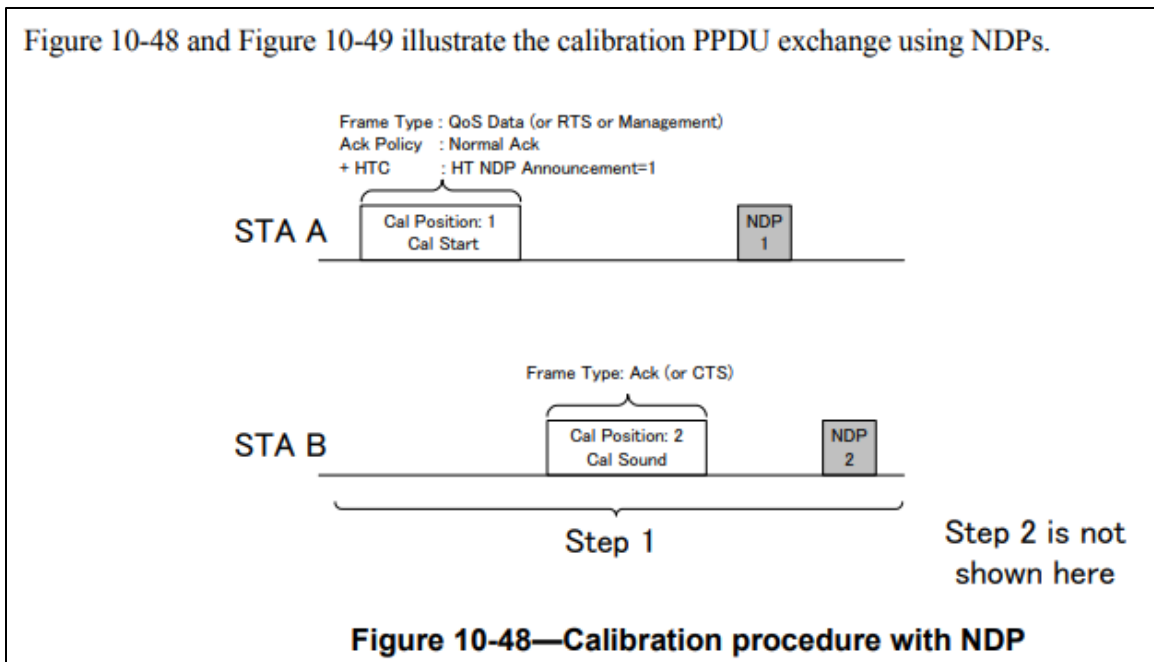 Figure 10-48 and Figure 10-49 illustrate the calibration PPDU exchange using NDPs.
Frame Type : QoS Data (or RTS or Management)
Ack Policy : Normal Ack
+ HTC : HT NDP Announcement=1
STA A
Cal Position: 1
Cal Start
NDP
1
Frame Type: Ack (or CTS)
STA B
Cal Position: 2
Cal Sound
NDP
2
Step 1
Step 2 is not
shown here
Figure 10-48—Calibration procedure with NDP